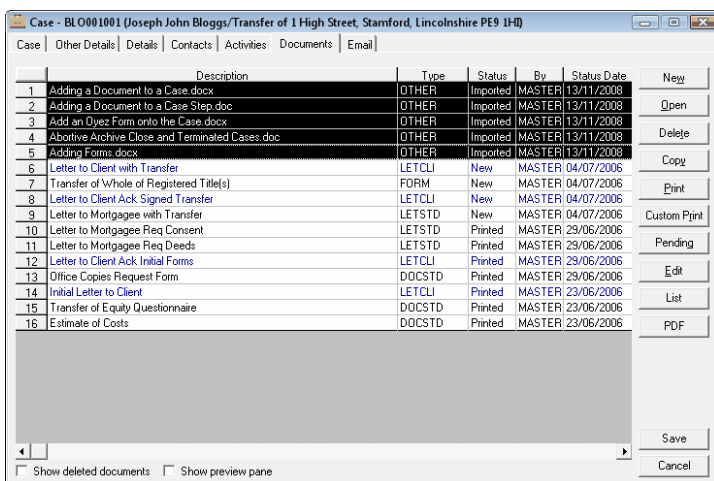 Case - BLO001001 (Joseph John Bloggs/Transfer of 1 High Street, Stamford, Lincolnshire PE9 1HI)
Case Other Details Details Contacts Activities Documents Email
Description Type Status By Status Date
1 Adding a Document to a Case.docx OTHER Imported MASTER 13/11/2008
2 Adding a Document to a Case Step.doc OTHER Imported MASTER 13/11/2008
3 Add an Oyez Form onto the Case.docx OTHER Imported MASTER 13/11/2008
4 Abortive Archive Close and Terminated Cases.doc OTHER Imported MASTER 13/11/2008
5 Adding Forms.docx OTHER Imported MASTER 13/11/2008
6 Letter to Client with Transfer LETCLI New MASTER 04/07/2006
7 Transfer of Whole of Registered Title(s) FORM New MASTER 04/07/2006
8 Letter to Client Ack Signed Transfer LETCLI New MASTER 04/07/2006
9 Letter to Mortgagee with Transfer LETSTD New MASTER 04/07/2006
10 Letter to Mortgagee Req Consent LETSTD Printed MASTER 29/06/2006
11 Letter to Mortgagee Req Deeds LETSTD Printed MASTER 29/06/2006
12 Letter to Client Ack Initial Forms LETCLI Printed MASTER 29/06/2006
13 Office Copies Request Form DOCSTD Printed MASTER 29/06/2006
14 Initial Letter to Client LETCLI Printed MASTER 23/06/2006
15 Transfer of Equity Questionnaire DOCSTD Printed MASTER 23/06/2006
16 Estimate of Costs DOCSTD Printed MASTER 23/06/2006
New
Open
Delete
Copy
Print
Custom Print
Pending
Edit
List
PDF
Save
Cancel
Show deleted documents Show preview pane